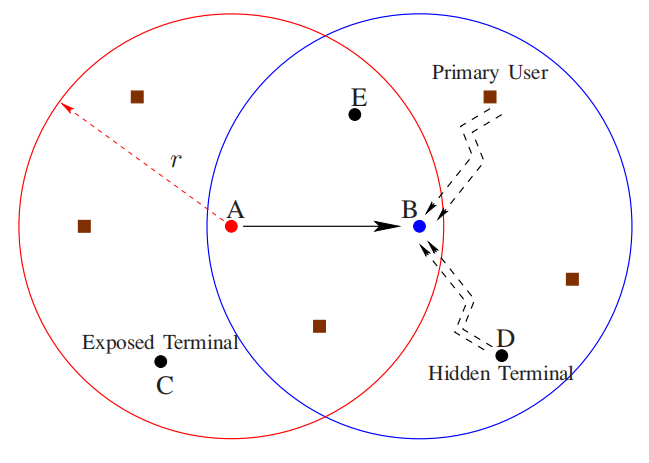 Primary User
E
r
A
B
Exposed Terminal
D
C
Hidden Terminal